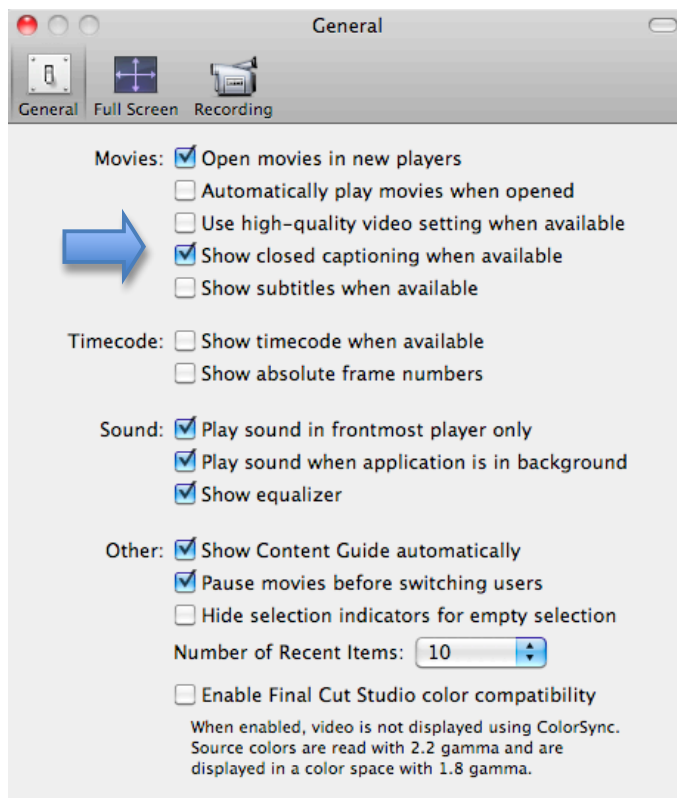 General
General Full Screen Recording
Movies: Open movies in new players
Automatically play movies when opened
Use high-quality video setting when available
Show closed captioning when available
Show subtitles when available
Timecode: Show timecode when available
Show absolute frame numbers
Sound: Play sound in frontmost player only
Play sound when application is in background
Show equalizer
Other: Show Content Guide automatically
Pause movies before switching users
Hide selection indicators for empty selection
Number of Recent Items: 10
Enable Final Cut Studio color compatibility
When enabled, video is not displayed using ColorSync.
Source colors are read with 2.2 gamma and are
displayed in a color space with 1.8 gamma.